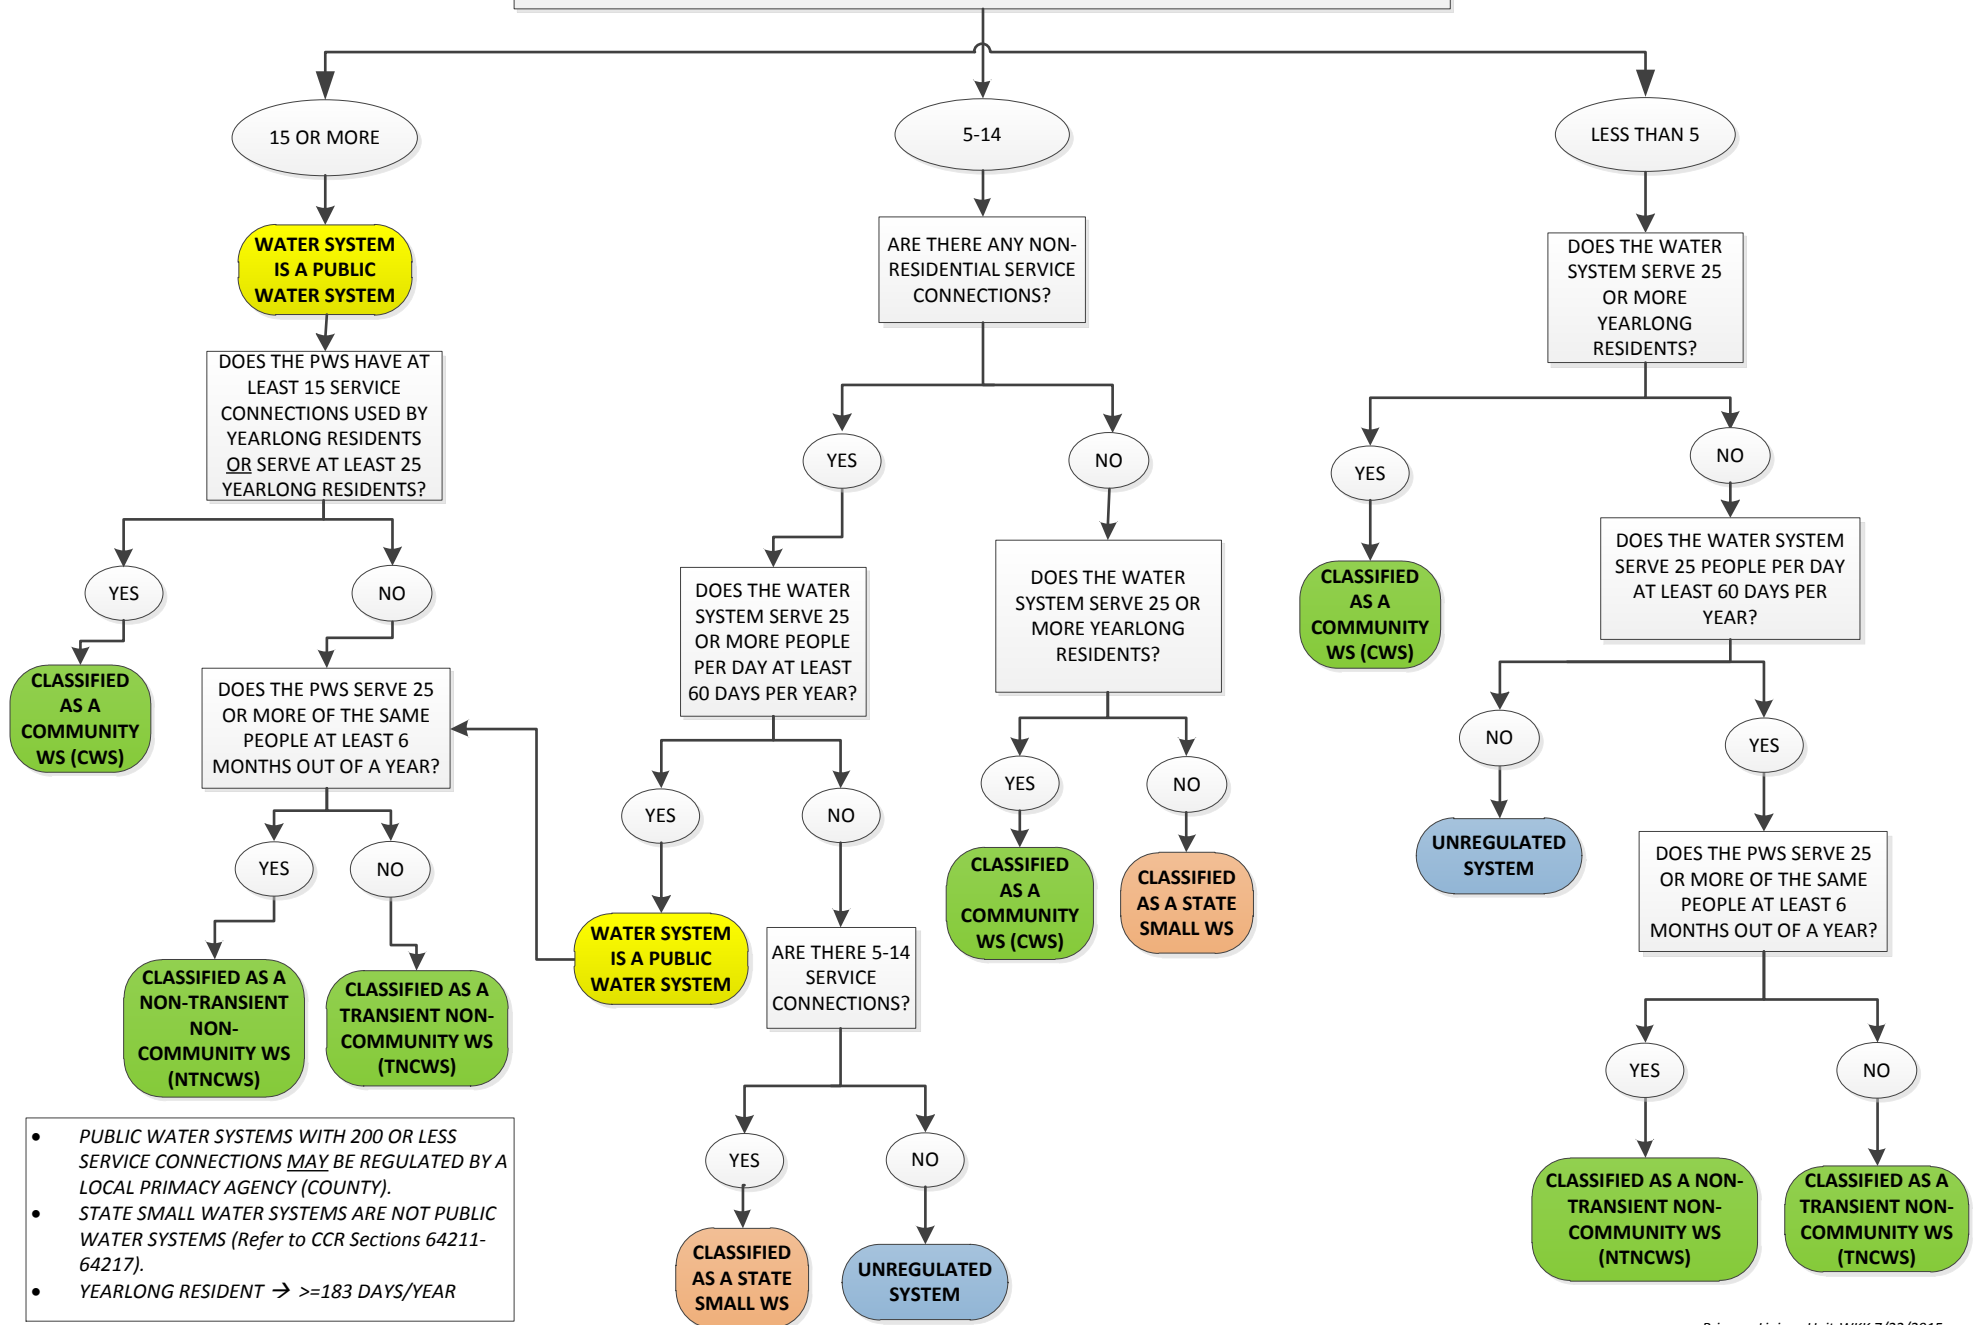 15 OR MORE
WATER SYSTEM
IS A PUBLIC
WATER SYSTEM
DOES THE PWS HAVE AT
LEAST 15 SERVICE
CONNECTIONS USED BY
YEARLONG RESIDENTS
OR SERVE AT LEAST 25
YEARLONG RESIDENTS?
YES
NO
CLASSIFIED
AS A
COMMUNITY
WS (CWS)
DOES THE PWS SERVE 25
OR MORE OF THE SAME
PEOPLE AT LEAST 6
MONTHS OUT OF A YEAR?
YES
NO
CLASSIFIED AS A
NON-TRANSIENT
NON-
COMMUNITY WS
(NTNCWS)
CLASSIFIED AS A
TRANSIENT NON-
COMMUNITY WS
(TNCWS)
5-14
ARE THERE ANY NON-
RESIDENTIAL SERVICE
CONNECTIONS?
YES
NO
DOES THE WATER
SYSTEM SERVE 25
OR MORE PEOPLE
PER DAY AT LEAST
60 DAYS PER YEAR?
YES
NO
WATER SYSTEM
IS A PUBLIC
WATER SYSTEM
ARE THERE 5-14
SERVICE
CONNECTIONS?
YES
NO
CLASSIFIED
AS A STATE
SMALL WS
UNREGULATED
SYSTEM
DOES THE WATER
SYSTEM SERVE 25 OR
MORE YEARLONG
RESIDENTS?
YES
NO
CLASSIFIED
AS A
COMMUNITY
WS (CWS)
CLASSIFIED
AS A STATE
SMALL WS
LESS THAN 5
DOES THE WATER
SYSTEM SERVE 25
OR MORE
YEARLONG
RESIDENTS?
YES
NO
CLASSIFIED
AS A
COMMUNITY
WS (CWS)
DOES THE WATER SYSTEM
SERVE 25 PEOPLE PER DAY
AT LEAST 60 DAYS PER
YEAR?
NO
YES
UNREGULATED
SYSTEM
DOES THE PWS SERVE 25
OR MORE OF THE SAME
PEOPLE AT LEAST 6
MONTHS OUT OF A YEAR?
YES
NO
CLASSIFIED AS A NON-
TRANSIENT NON-
COMMUNITY WS
(NTNCWS)
CLASSIFIED AS A
TRANSIENT NON-
COMMUNITY WS
(TNCWS)
• PUBLIC WATER SYSTEMS WITH 200 OR LESS
SERVICE CONNECTIONS MAY BE REGULATED BY A
LOCAL PRIMACY AGENCY (COUNTY).
• STATE SMALL WATER SYSTEMS ARE NOT PUBLIC
WATER SYSTEMS (Refer to CCR Sections 64211-
64217).
• YEARLONG RESIDENT → >=183 DAYS/YEAR